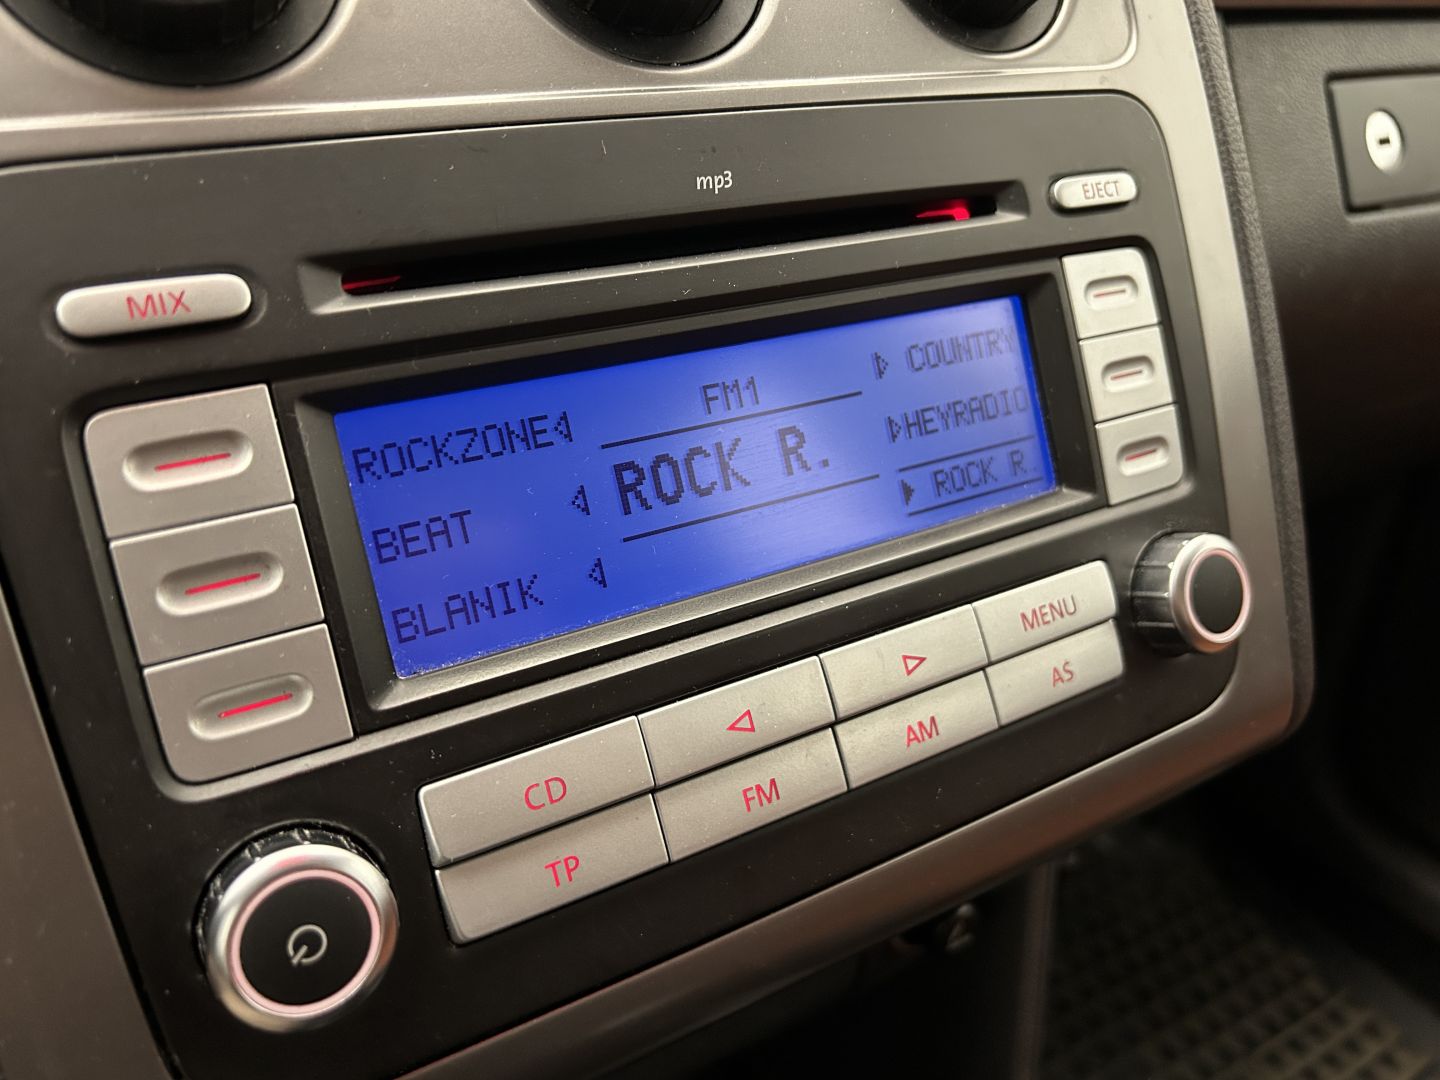 mp3
EJECT
MIX
FM1
COUNTRY
ROCKZONE
HEYRADIO
ROCK R.
BEAT
ROCK R.
BLANIK
MENU
AS
CD
FM
AM
TP